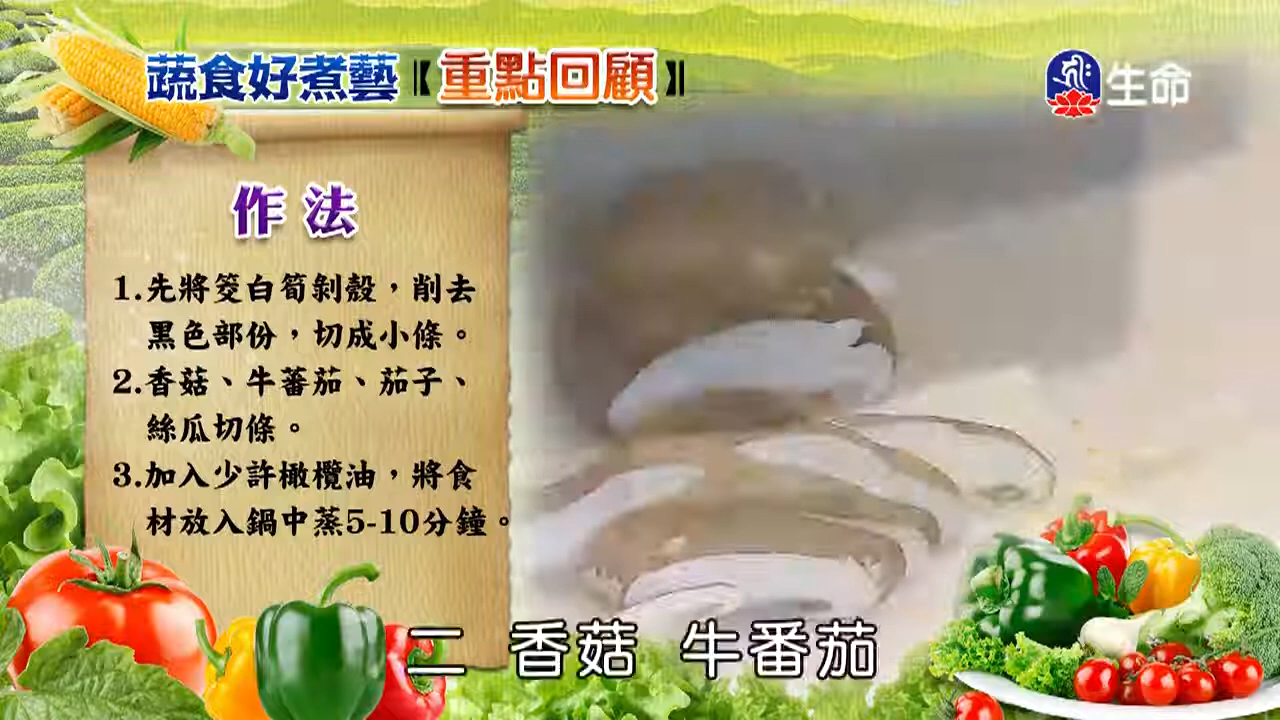 蔬食好煮藝【重點回顧】
生命
作法
1.先將筊白筍剝殼，削去
黑色部份，切成小條。
2.香菇、牛蕃茄、茄子、
絲瓜切條。
3.加入少許橄欖油，將食
材放入鍋中蒸5-10分鐘。
二 香菇 牛番茄